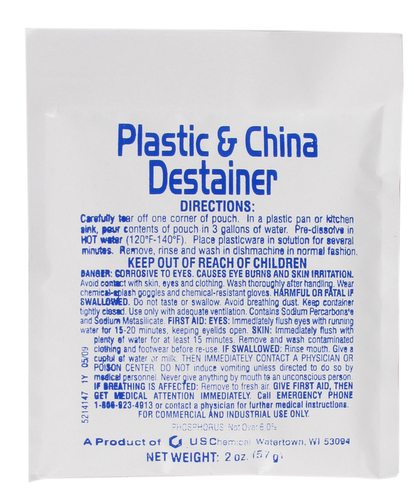 Plastic & China
Destainer
DIRECTIONS:
Carefully tear off one corner of pouch. In a plastic pan or kitchen
sink, pour contents of pouch in 3 gallons of water. Pre-dissolve in
HOT water (120°F-140°F). Place plasticware in solution for several
minutes. Remove, rinse and wash in dishmachine in normal fashion.
KEEP OUT OF REACH OF CHILDREN
DANGER: CORROSIVE TO EYES. CAUSES EYE BURNS AND SKIN IRRITATION.
Avoid contact with skin, eyes and clothing. Wash thoroughly after handling. Wear
chemical-splash goggles and chemical-resistant gloves. HARMFUL OR FATAL IF
SWALLOWED. Do not taste or swallow. Avoid breathing dust. Keep container
tightly closed. Use only with adequate ventilation. Contains Sodium Percarbonate
and Sodium Metasilicate. FIRST AID: EYES: Immediately flush eyes with running
water for 15-20 minutes, keeping eyelids open. SKIN: Immediately flush with
plenty of water for at least 15 minutes. Remove and wash contaminated
clothing and footwear before re-use. IF SWALLOWED: Rinse mouth. Give a
cupful of water or milk. THEN IMMEDIATELY CONTACT A PHYSICIAN OR
POISON CENTER. DO NOT induce vomiting unless directed to do so by
medical personnel. Never give anything by mouth to an unconscious person.
IF BREATHING IS AFFECTED: Remove to fresh air. GIVE FIRST AID, THEN
GET MEDICAL ATTENTION IMMEDIATELY. Call EMERGENCY PHONE
1-866-923-4913 or contact a physician for further medical instructions.
FOR COMMERCIAL AND INDUSTRIAL USE ONLY.
PHOSPHORUS: Not Over 6.0%
A Product of US Chemical Watertown, WI 53094
NET WEIGHT: 2 oz. (57 g)
5214147 1Y 05/09